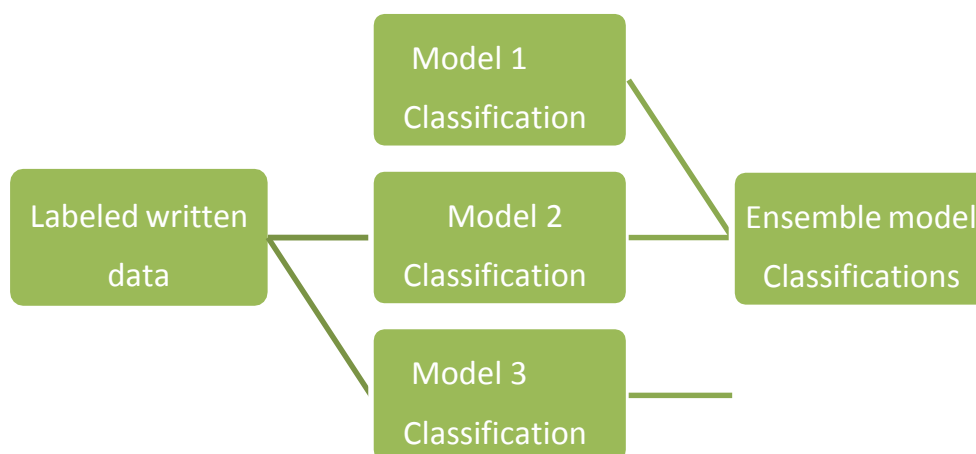 Model 1
Classification
Labeled written
data
Model 2
Classification
Ensemble model
Classifications
Model 3
Classification